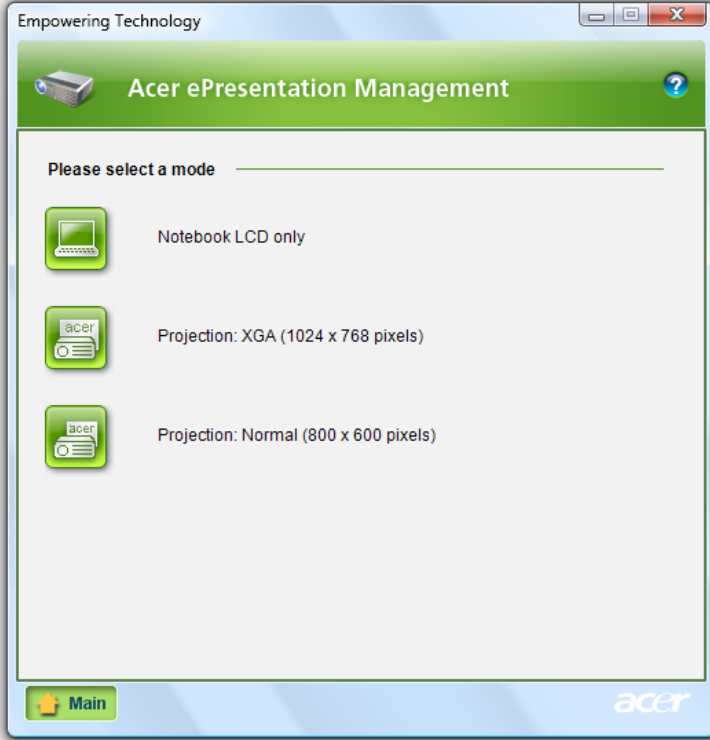 Empowering Technology
Acer ePresentation Management
?
Please select a mode
Notebook LCD only
acer
Projection: XGA (1024 x 768 pixels)
acer
Projection: Normal (800 x 600 pixels)
Main
acer